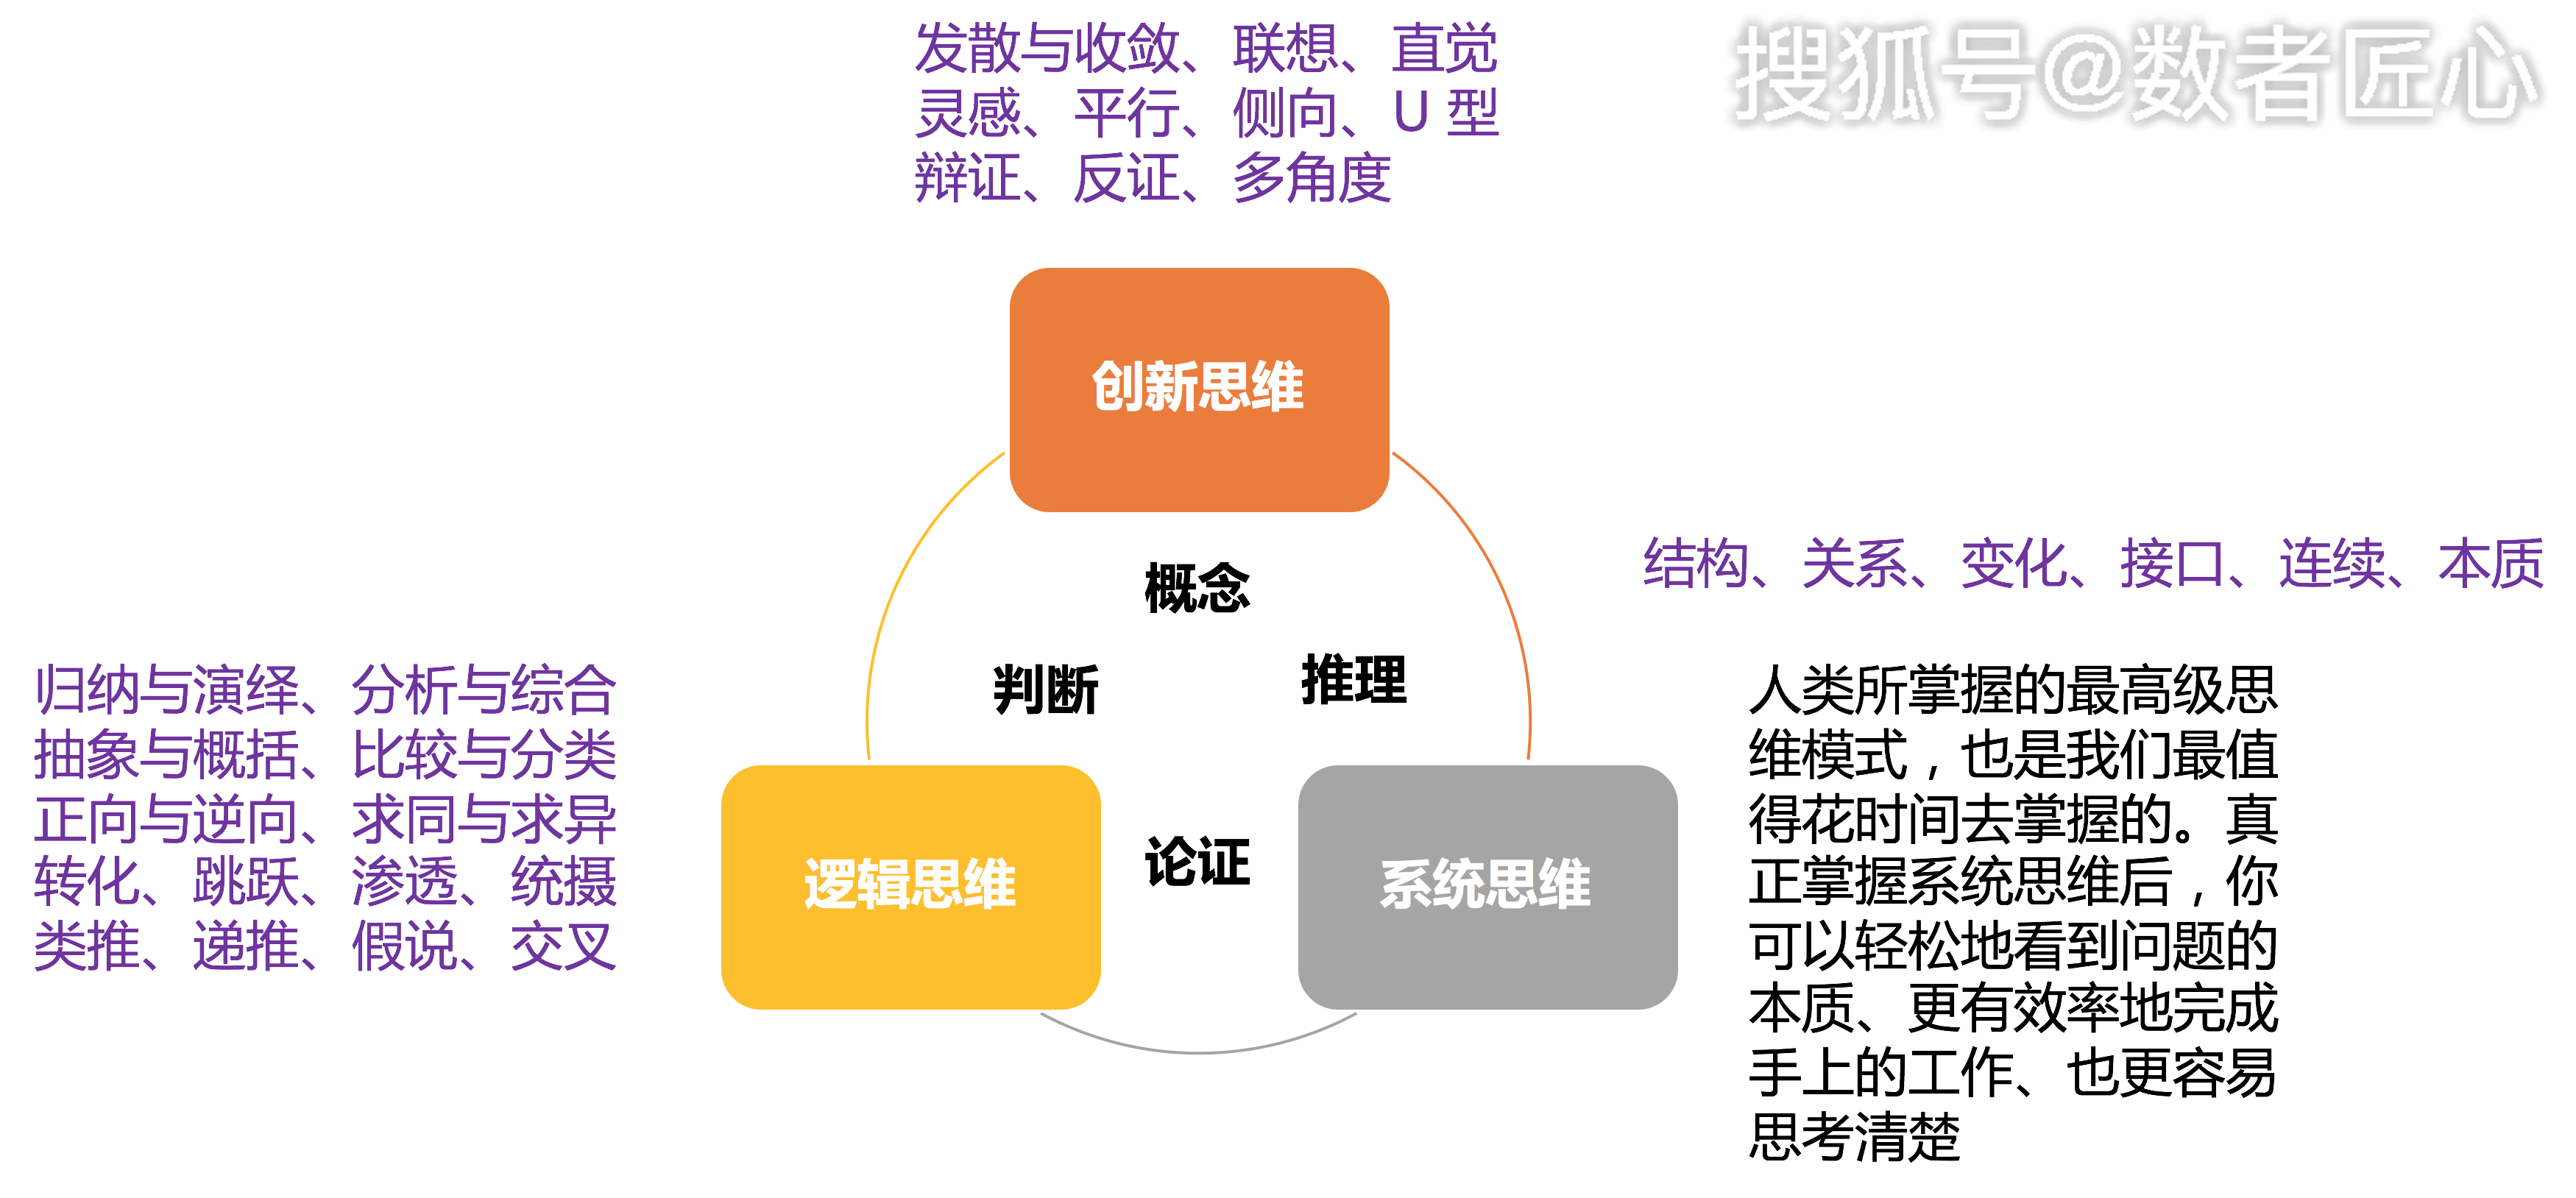 搜狐号@数者匠心
发散与收敛、联想、直觉
灵感、平行、侧向、U 型
辩证、反证、多角度
创新思维
概念
判断
推理
论证
逻辑思维
系统思维
归纳与演绎、分析与综合
抽象与概括、比较与分类
正向与逆向、求同与求异
转化、跳跃、渗透、统摄
类推、递推、假说、交叉
结构、关系、变化、接口、连续、本质
人类所掌握的最高级思
维模式，也是我们最值
得花时间去掌握的。真
正掌握系统思维后，你
可以轻松地看到问题的
本质、更有效率地完成
手上的工作、也更容易
思考清楚